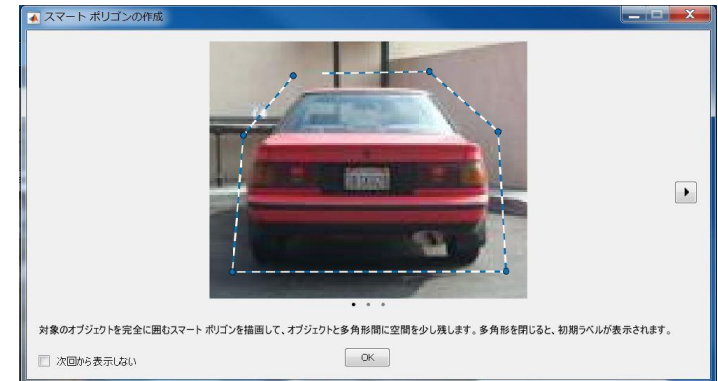 スマート ポリゴンの作成
対象のオブジェクトを完全に囲むスマート ポリゴンを描画して、オブジェクトと多角形間に空間を少し残します。多角形を閉じると、初期ラベルが表示されます。
次回から表示しない
OK